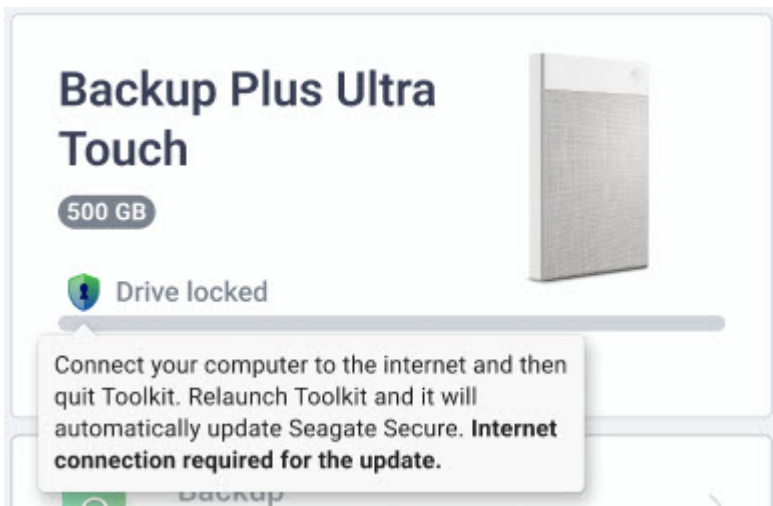 Backup Plus Ultra
Touch
500 GB
Drive locked
Connect your computer to the internet and then
quit Toolkit. Relaunch Toolkit and it will
automatically update Seagate Secure. Internet
connection required for the update.
Backup